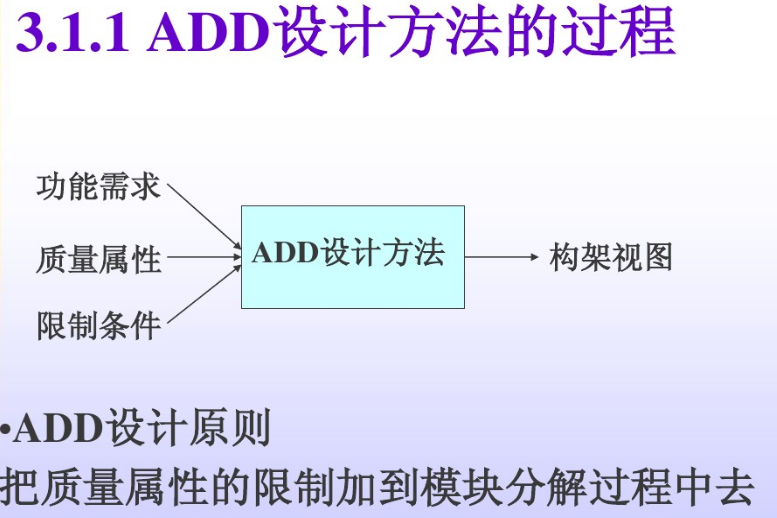 3.1.1 ADD设计方法的过程
功能需求
质量属性
限制条件
ADD设计方法
构架视图
•ADD设计原则
把质量属性的限制加到模块分解过程中去